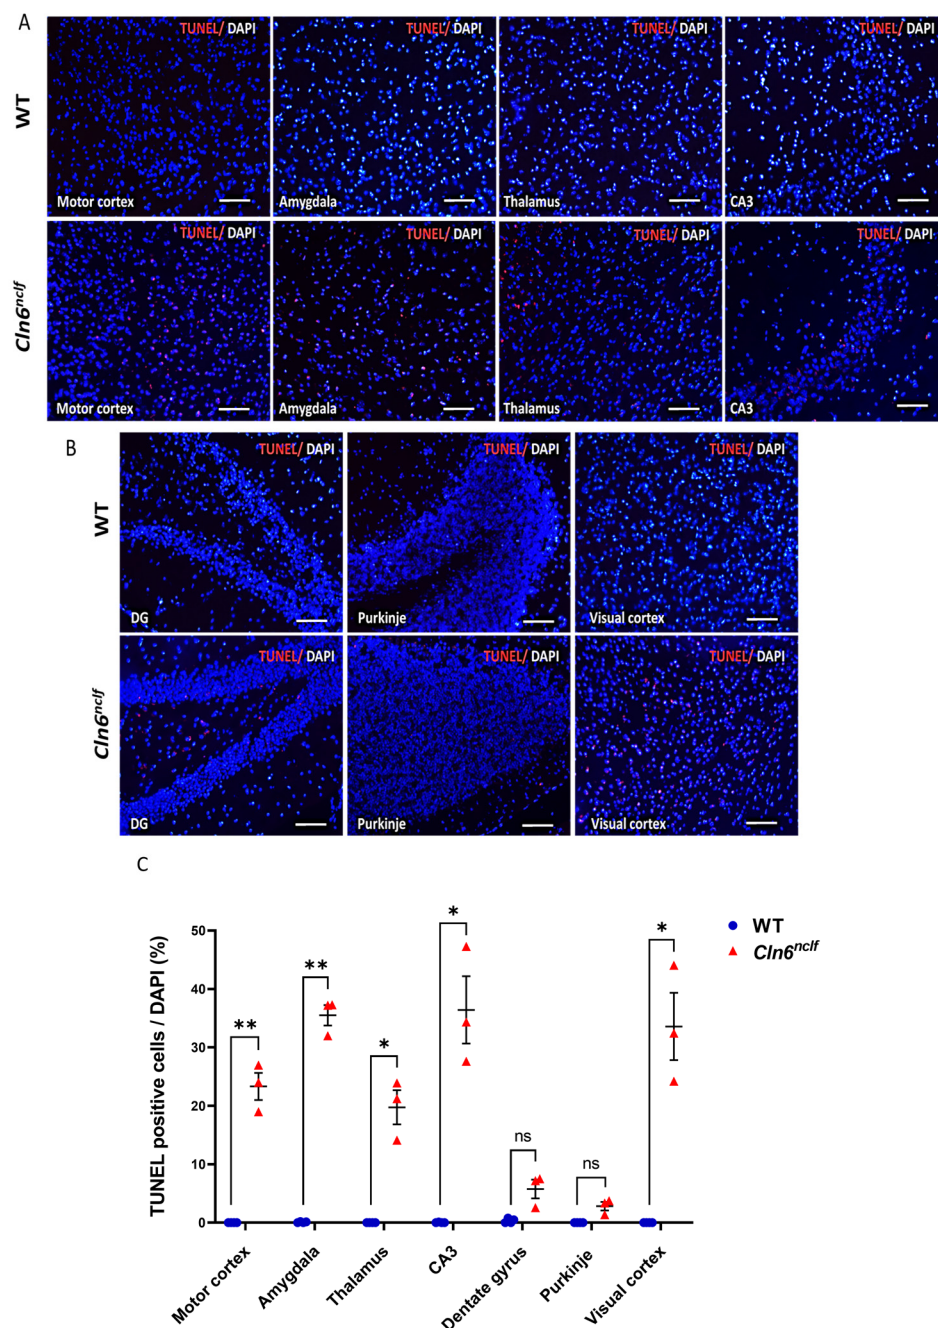 A
TUNEL/ DAPI
TUNEL/ DAPI
TUNEL/ DAPI
TUNEL/ DAPI
WT
Motor cortex
Amygdala
Thalamus
CA3
TUNEL/ DAPI
TUNEL/ DAPI
TUNEL/ DAPI
TUNEL/ DAPI
Cln6nclf
Motor cortex
Amygdala
Thalamus
CA3
B
TUNEL/ DAPI
TUNEL/ DAPI
TUNEL/ DAPI
WT
DG
Purkinje
Visual cortex
TUNEL/ DAPI
TUNEL/ DAPI
TUNEL/ DAPI
Cln6nclf
DG
Purkinje
Visual cortex
C
TUNEL positive cells / DAPI (%)
50
40
30
20
10
0
**
**
*
*
ns
ns
*
WT
Cln6nclf
Motor cortex
Amygdala
Thalamus
CA3
Dentate gyrus
Purkinje
Visual cortex